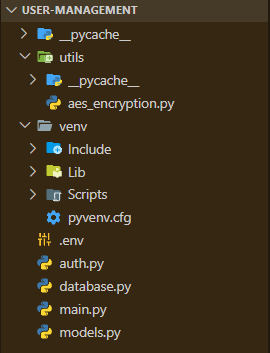 USER-MANAGEMENT
__pycache__
utils
__pycache__
aes_encryption.py
venv
Include
Lib
Scripts
pyvenv.cfg
.env
auth.py
database.py
main.py
models.py